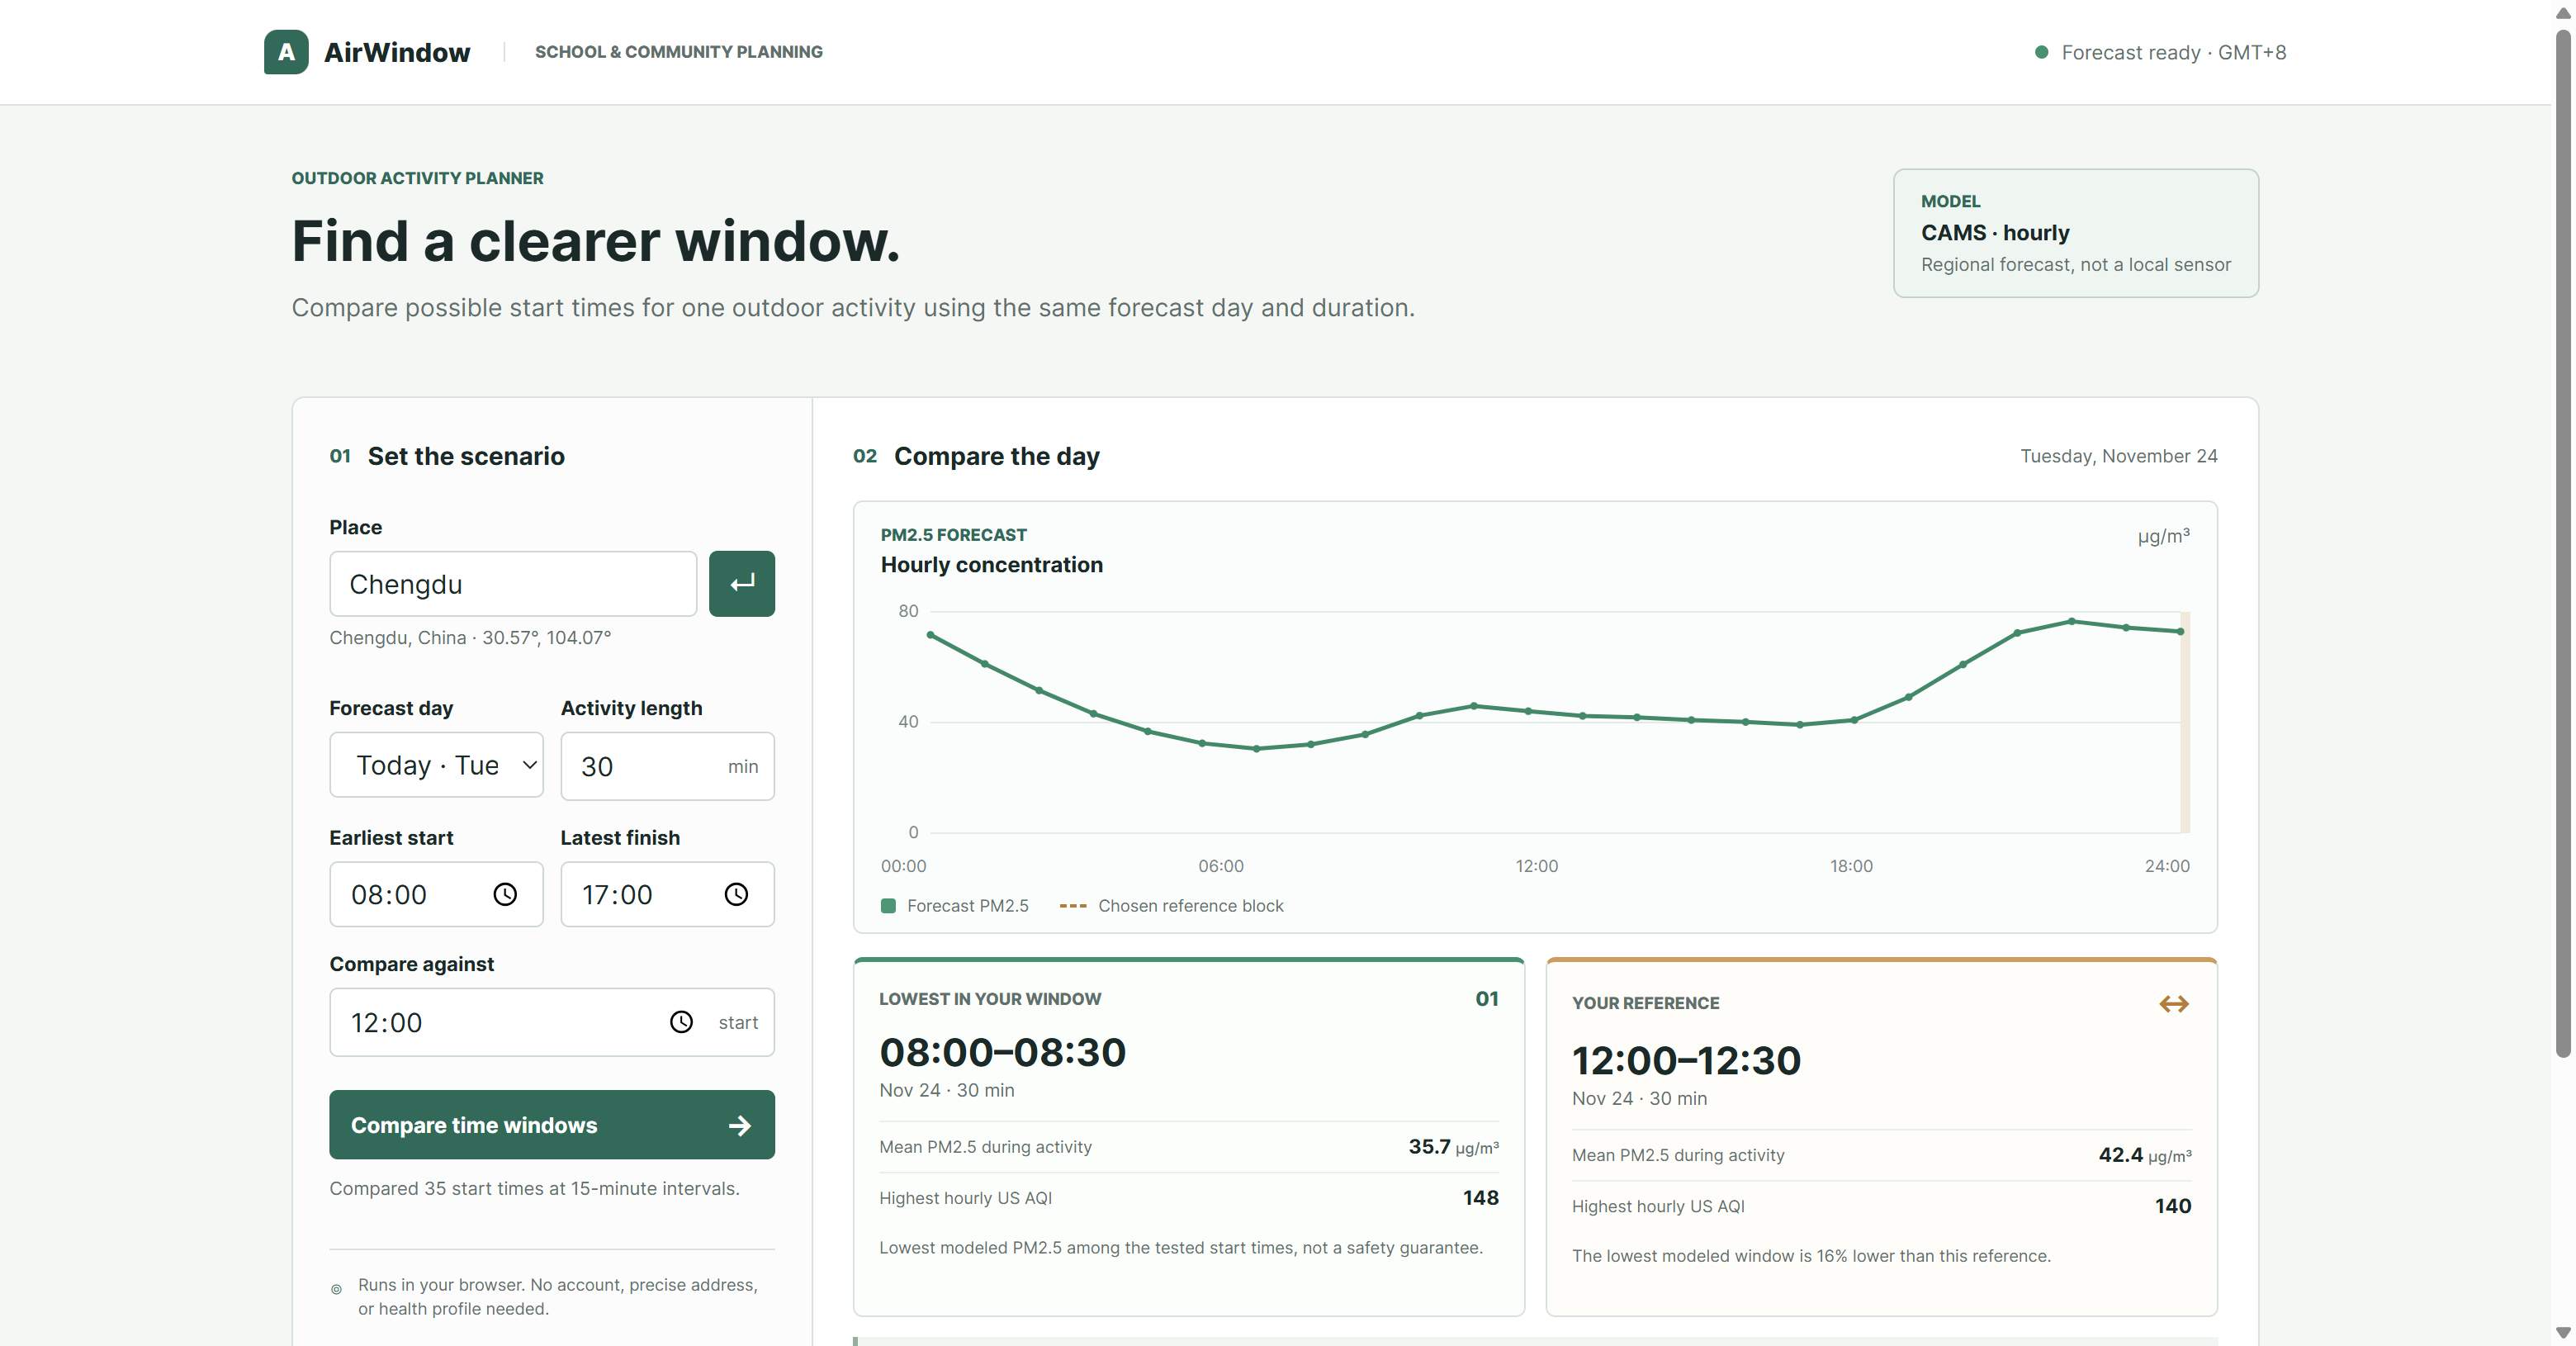 A AirWindow SCHOOL & COMMUNITY PLANNING
Forecast ready · GMT+8
OUTDOOR ACTIVITY PLANNER
Find a clearer window.
Compare possible start times for one outdoor activity using the same forecast day and duration.
MODEL
CAMS · hourly
Regional forecast, not a local sensor
01 Set the scenario
Place
Chengdu
Chengdu, China · 30.57°, 104.07°
Forecast day
Activity length
Today · Tue
30 min
Earliest start
Latest finish
08:00
17:00
Compare against
12:00 start
Compare time windows
Compared 35 start times at 15-minute intervals.
Runs in your browser. No account, precise address,
or health profile needed.
02 Compare the day
Tuesday, November 24
PM2.5 FORECAST
µg/m³
Hourly concentration
80
40
0
00:00 06:00 12:00 18:00 24:00
Forecast PM2.5 Chosen reference block
LOWEST IN YOUR WINDOW 01
08:00–08:30
Nov 24 · 30 min
Mean PM2.5 during activity 35.7 µg/m³
Highest hourly US AQI 148
Lowest modeled PM2.5 among the tested start times, not a safety guarantee.
YOUR REFERENCE
12:00–12:30
Nov 24 · 30 min
Mean PM2.5 during activity 42.4 µg/m³
Highest hourly US AQI 140
The lowest modeled window is 16% lower than this reference.